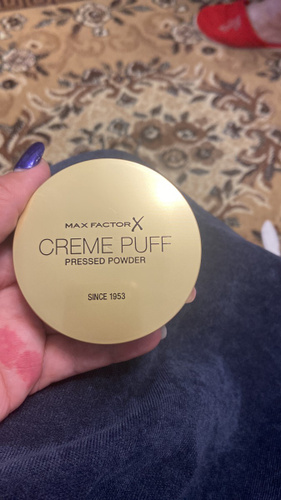 MAX FACTOR X
CREME PUFF
PRESSED POWDER
SINCE 1953